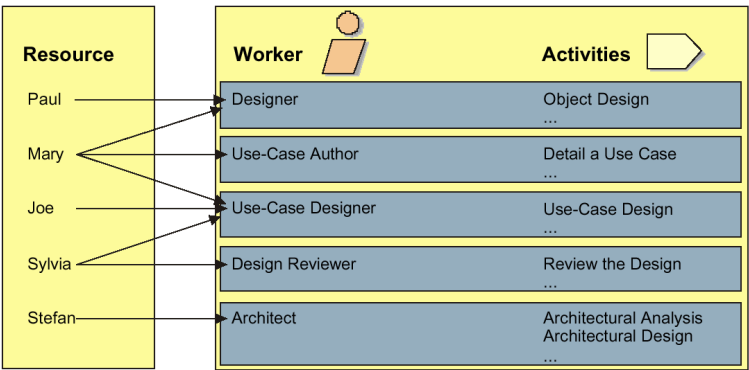 Resource Worker Activities
Paul Designer Object Design
...
Mary Use-Case Author Detail a Use Case
...
Joe Use-Case Designer Use-Case Design
...
Sylvia Design Reviewer Review the Design
...
Stefan Architect Architectural Analysis
Architectural Design
...